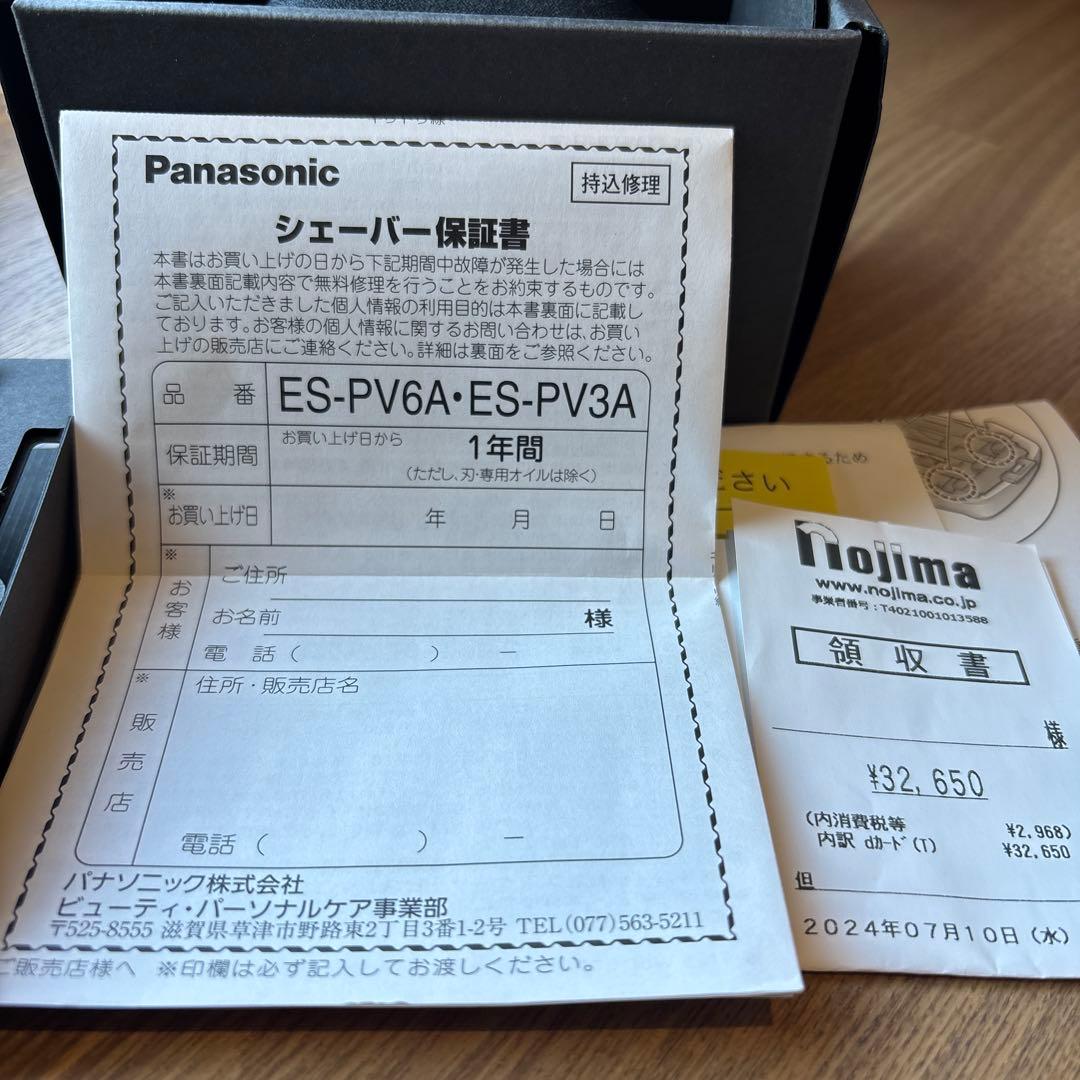 Panasonic
持込修理
シェーバー保証書
本書はお買い上げの日から下記期間中故障が発生した場合には
本書裏面記載内容で無料修理を行うことをお約束するものです。
ご記入いただきました個人情報の利用目的は本書裏面に記載し
ております。お客様の個人情報に関するお問い合わせは、お買い
上げの販売店にご連絡ください。詳細は裏面をご参照ください。
品 番 ES-PV6A・ES-PV3A
保証期間 お買い上げ日から 1年間
(ただし、刃・専用オイルは除く)
※
お買い上げ日 年 月 日
※
お客様
ご住所
お名前 様
電 話( ) ー
※
販売店
住所・販売店名
電話( ) ー
パナソニック株式会社
ビューティ・パーソナルケア事業部
〒525-8555 滋賀県草津市野路東2丁目3番1-2号 TEL(077)563-5211
ご販売店様へ ※印欄は必ず記入してお渡しください。
ため
さい
nojima
www.nojima.co.jp
事業者番号:T4021001013588
領収書
様
¥32,650
(内消費税等 ¥2,968)
内訳 dカード(T) ¥32,650
但
2024年07月10日(水)